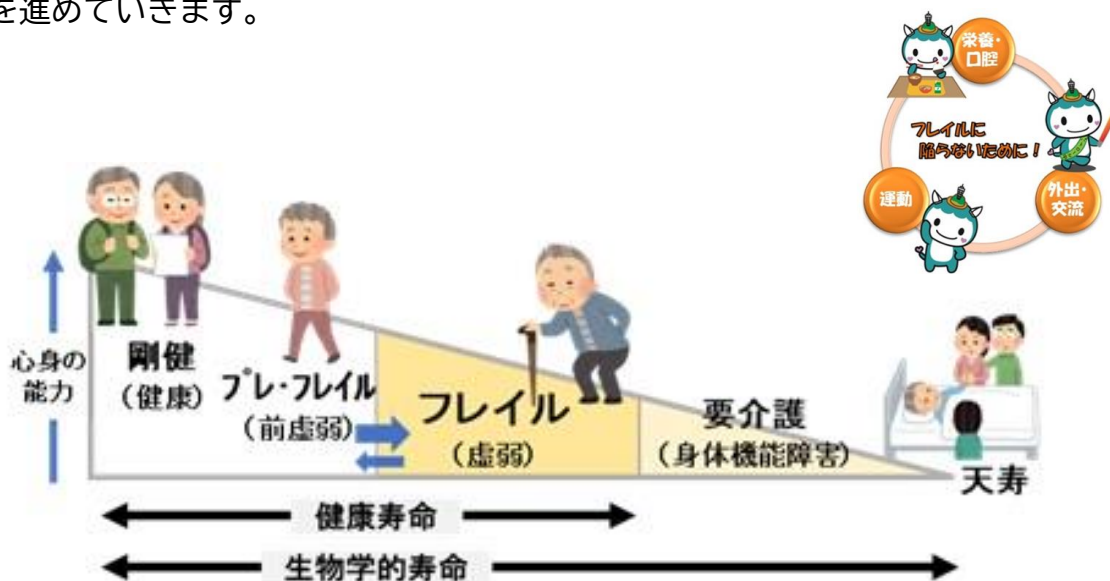 を進めていきます。
栄養・
口腔
フレイルに
陥らないために！
運動
外出・
交流
心身の
能力
剛健
（健康）
プレ・フレイル
（前虚弱）
フレイル
（虚弱）
要介護
（身体機能障害）
天寿
健康寿命
生物学的寿命